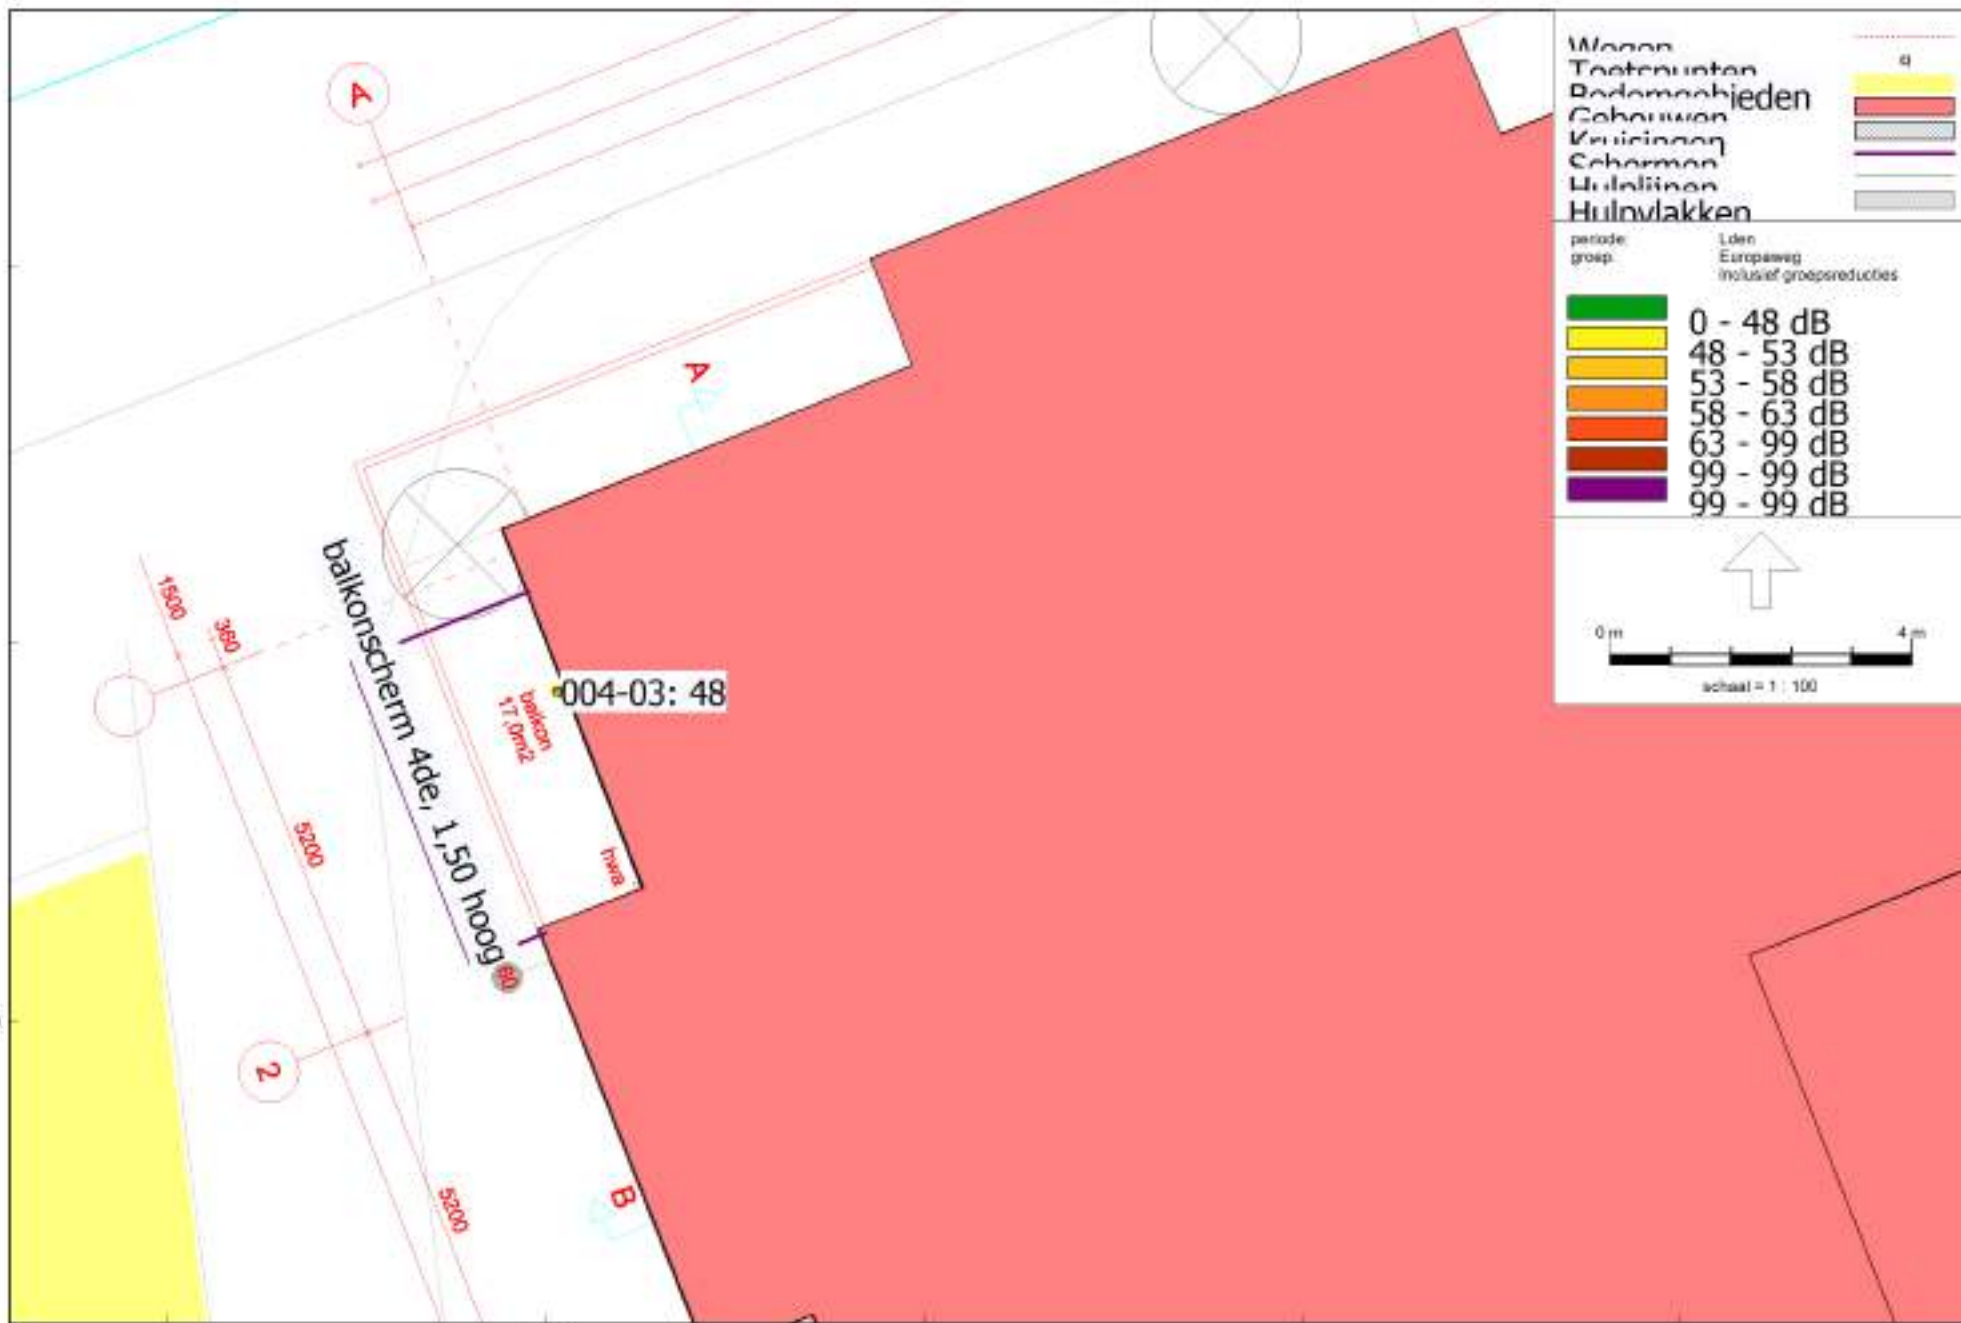 A
A
balkonscherm 4de, 1,50 hoog
1500
360
004-03: 48
balkon
17,0m2
5200
hwa
60
2
5200
B
Wegen
Toetspunten
Bodemgebieden
Gebouwen
Kruisingen
Schermen
Hulplijnen
Hulpvlakken
periode: Lden
groep: Europaweg
Inclusief groepsreducties
0 - 48 dB
48 - 53 dB
53 - 58 dB
58 - 63 dB
63 - 99 dB
99 - 99 dB
99 - 99 dB
0 m 4 m
schaal = 1 : 100